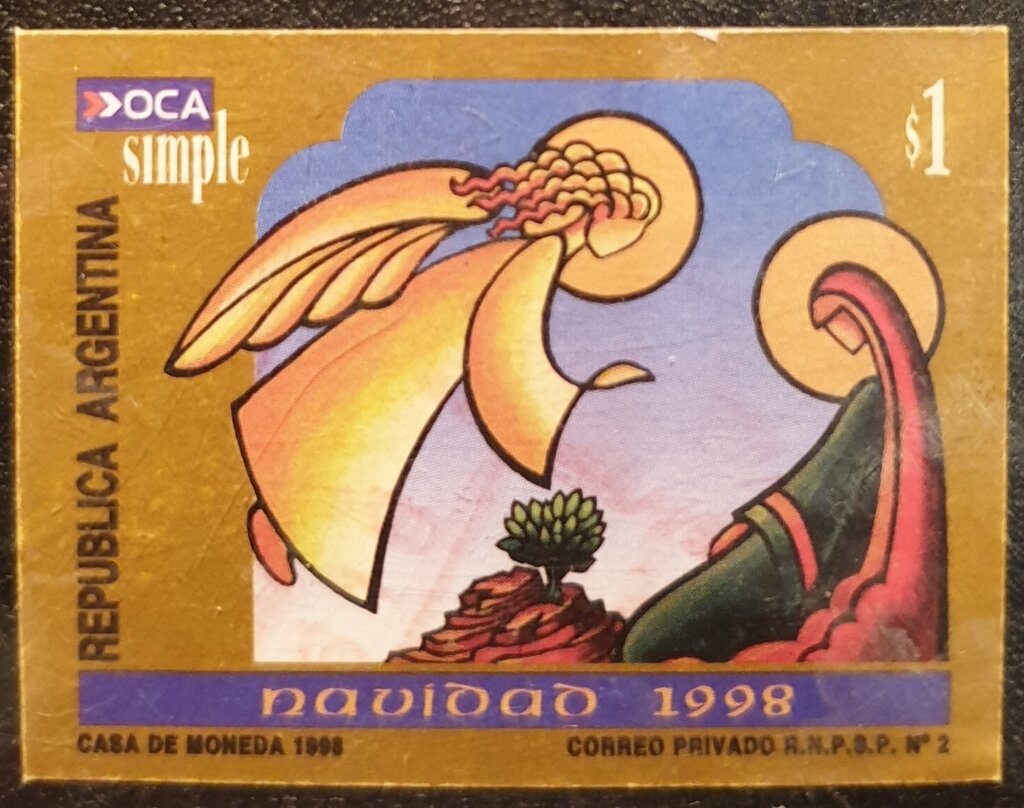 OCA
simple
$1
REPUBLICA ARGENTINA
navidad 1998
CASA DE MONEDA 1998
CORREO PRIVADO R.N.P.S.P. Nº 2